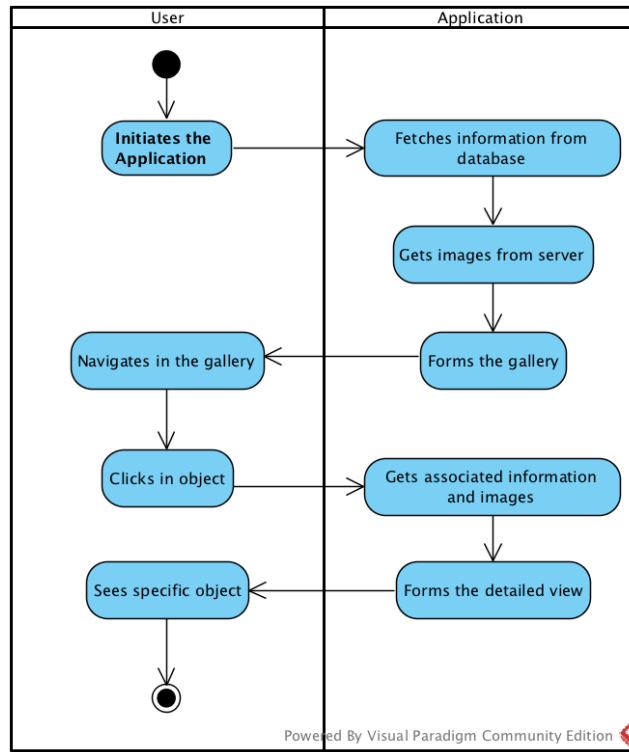 User
Application
Initiates the
Application
Fetches information from
database
Gets images from server
Forms the gallery
Navigates in the gallery
Clicks in object
Gets associated information
and images
Forms the detailed view
Sees specific object
Powered By Visual Paradigm Community Edition